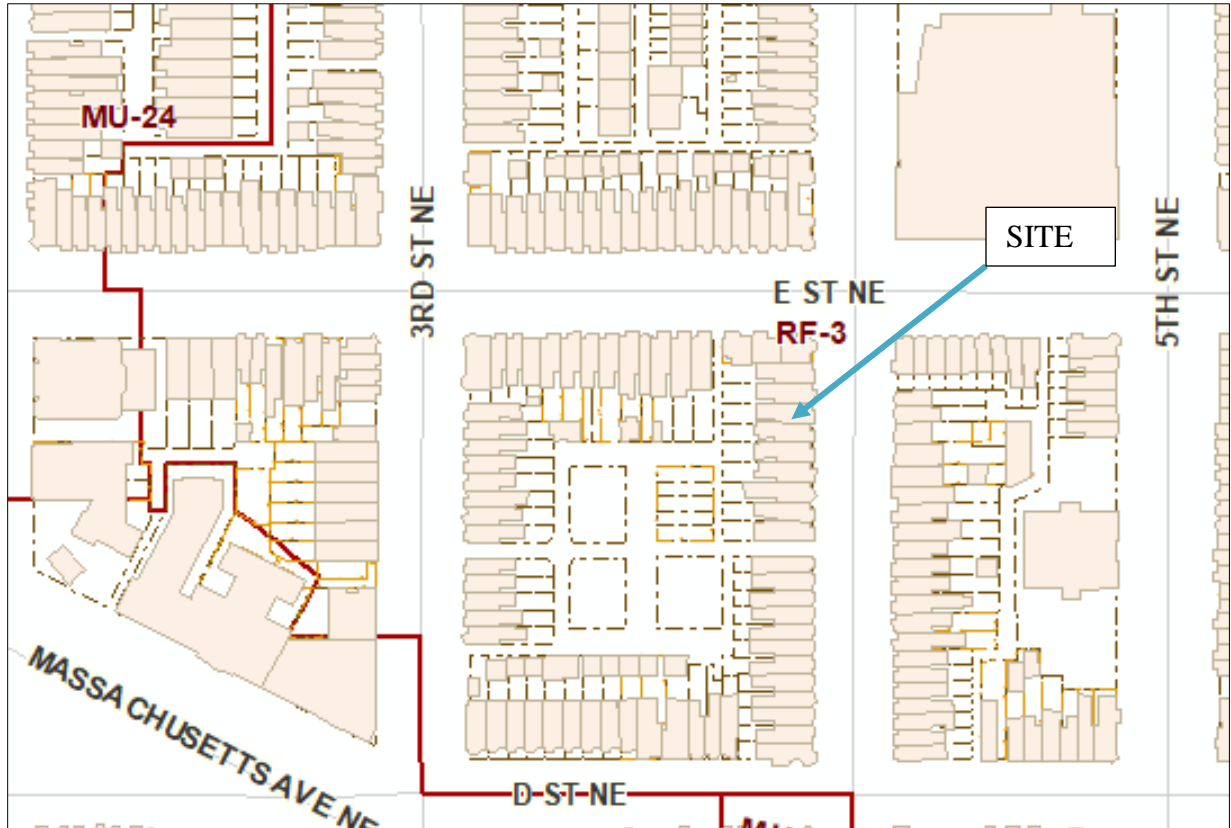 MU-24
3RD ST NE
SITE
5TH ST NE
E ST NE
RF-3
MASSACHUSETTS AVE NE
D ST NE